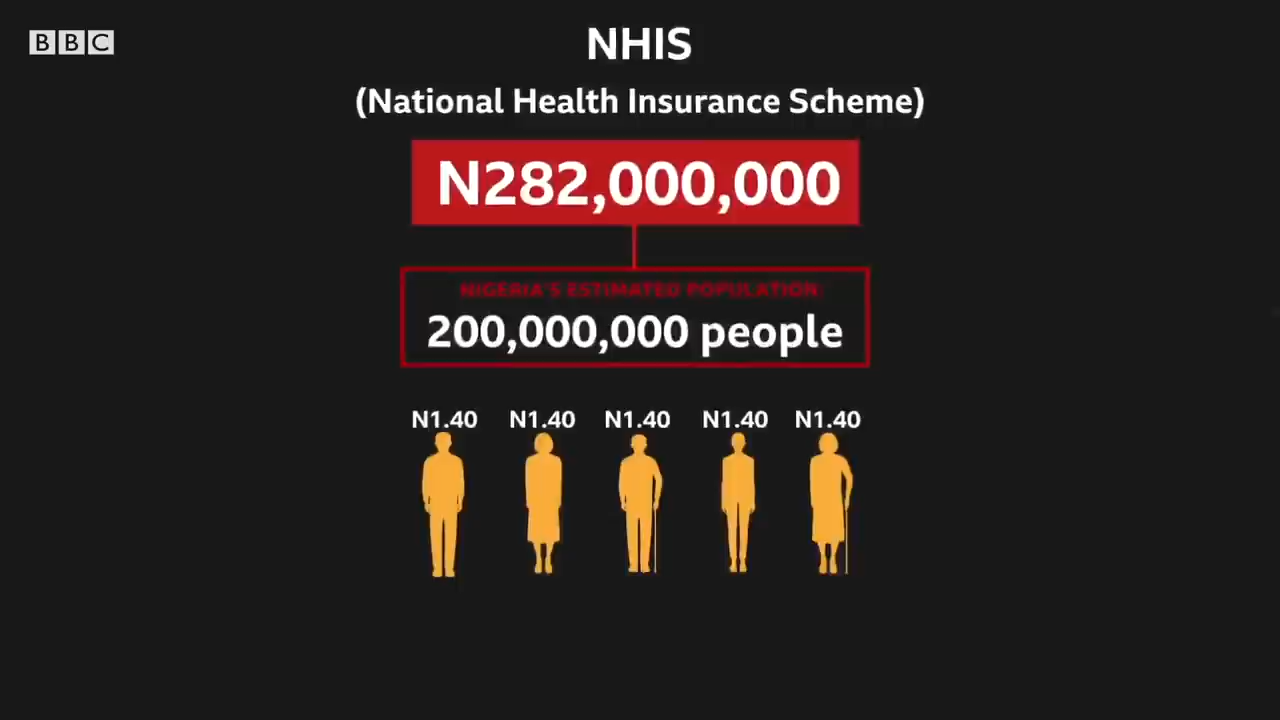 BBC
NHIS
(National Health Insurance Scheme)
N282,000,000
NIGERIA'S ESTIMATED POPULATION
200,000,000 people
N1.40 N1.40 N1.40 N1.40 N1.40